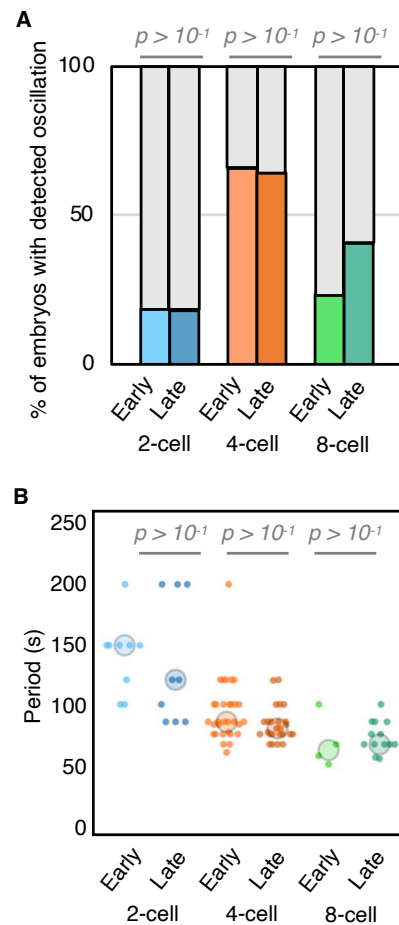 A
p > 10-1 p > 10-1 p > 10-1
% of embryos with detected oscillation
100
50
0
Early Late Early Late Early Late
2-cell 4-cell 8-cell
B
p > 10-1 p > 10-1 p > 10-1
Period (s)
250
200
150
100
50
0
Early Late Early Late Early Late
2-cell 4-cell 8-cell